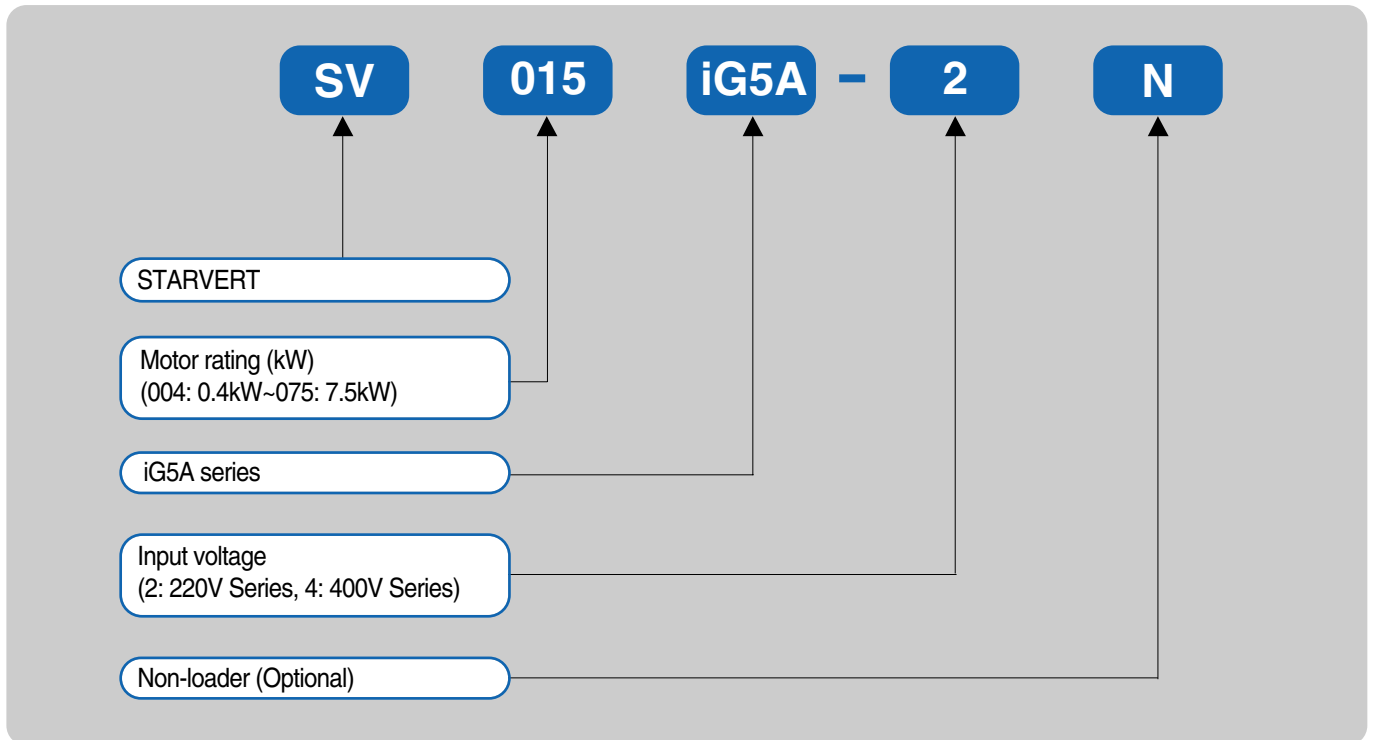 SV 015 iG5A - 2 N
STARVERT
Motor rating (kW)
(004: 0.4kW~075: 7.5kW)
iG5A series
Input voltage
(2: 220V Series, 4: 400V Series)
Non-loader (Optional)